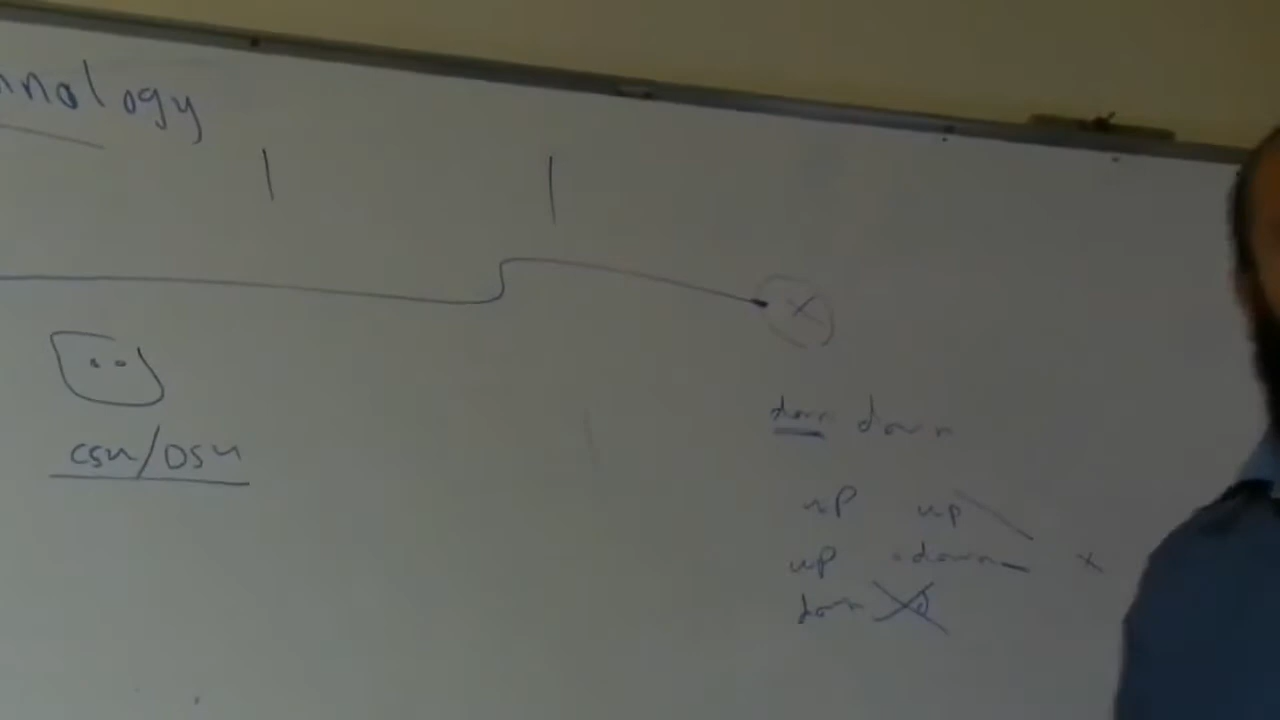 nology
csu/DSu
down down
up up
up down x
down